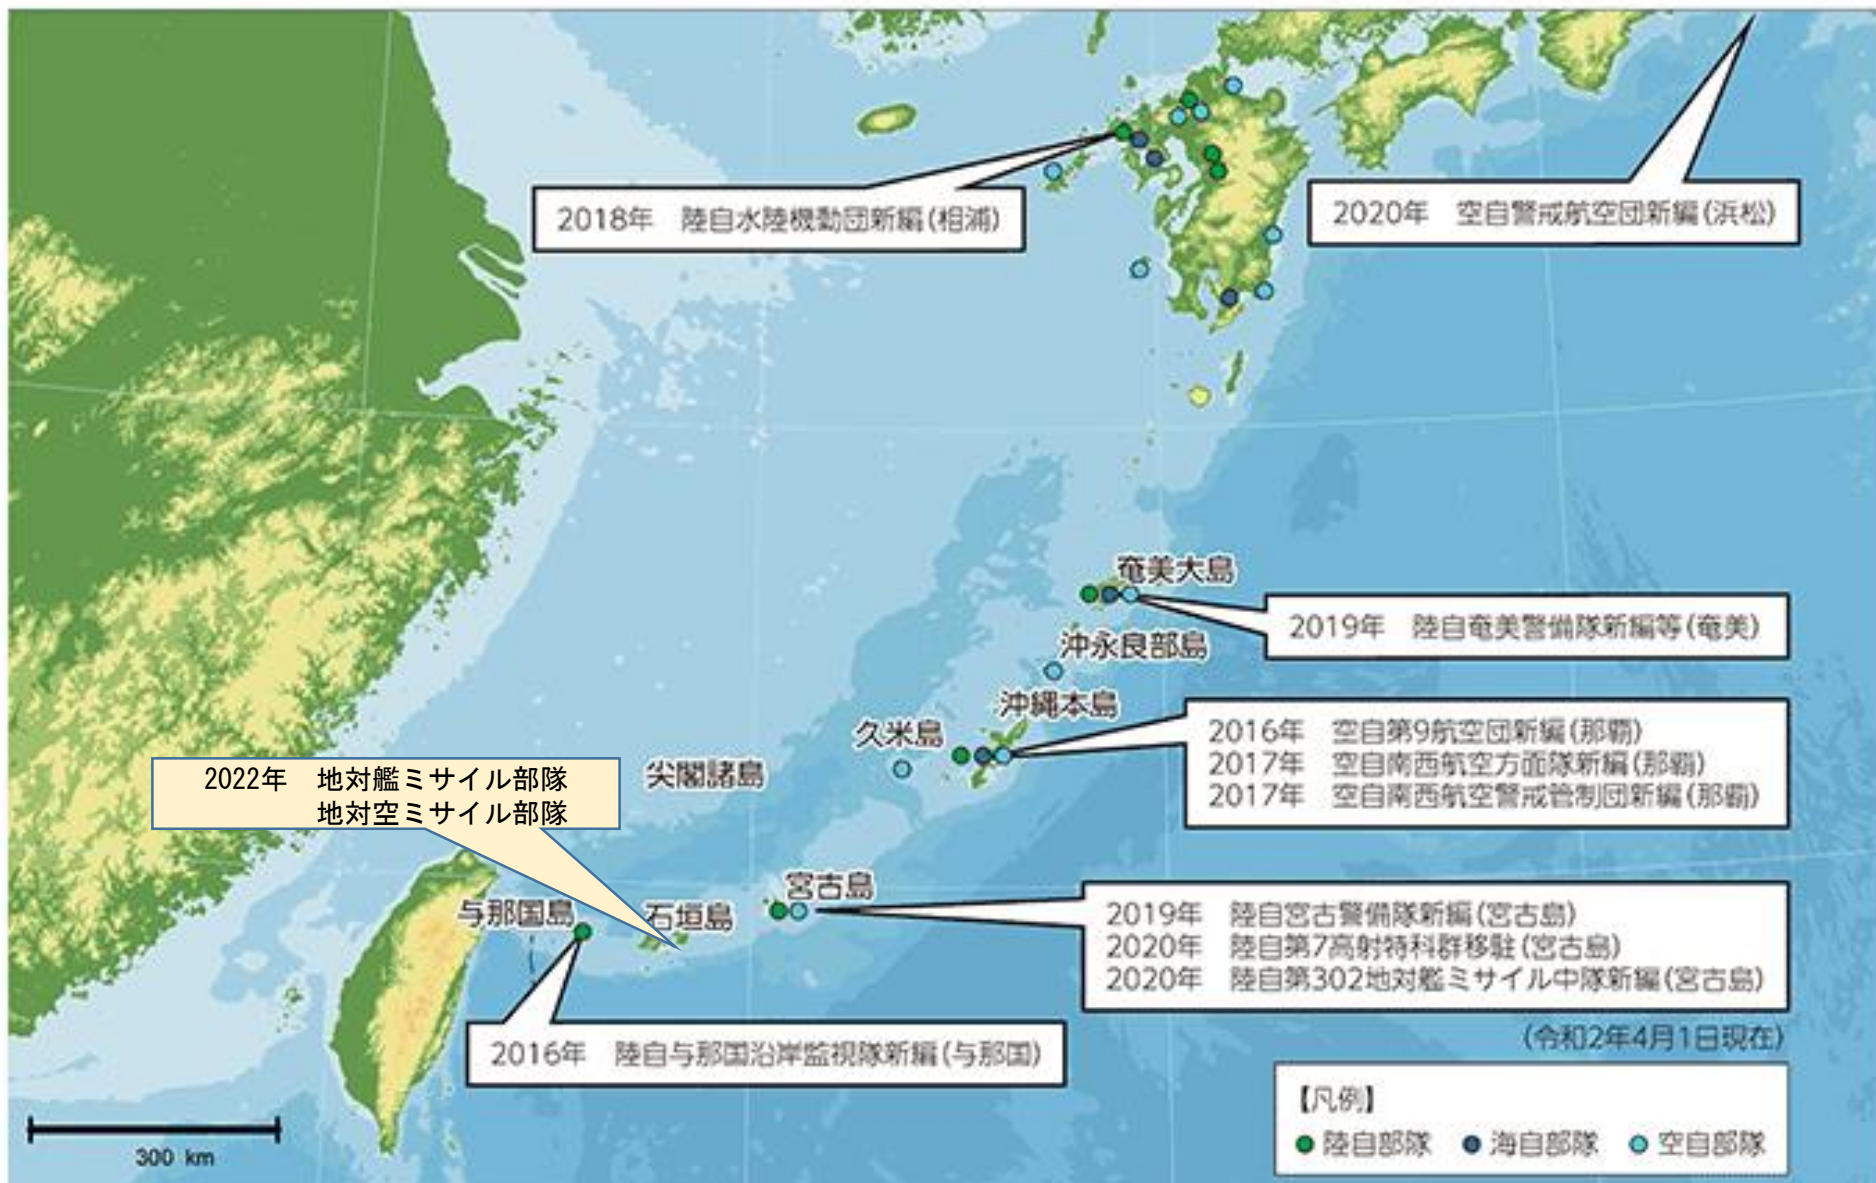 2018年 陸自水陸機動団新編(相浦)
2020年 空自警戒航空団新編(浜松)
奄美大島
2019年 陸自奄美警備隊新編等(奄美)
沖永良部島
沖縄本島
久米島
2016年 空自第9航空団新編(那覇)
2017年 空自南西航空方面隊新編(那覇)
2017年 空自南西航空警戒管制団新編(那覇)
尖閣諸島
2022年 地対艦ミサイル部隊
地対空ミサイル部隊
宮古島
与那国島
石垣島
2019年 陸自宮古警備隊新編(宮古島)
2020年 陸自第7高射特科群移駐(宮古島)
2020年 陸自第302地対艦ミサイル中隊新編(宮古島)
2016年 陸自与那国沿岸監視隊新編(与那国)
(令和2年4月1日現在)
【凡例】
陸自部隊 海自部隊 空自部隊
300 km